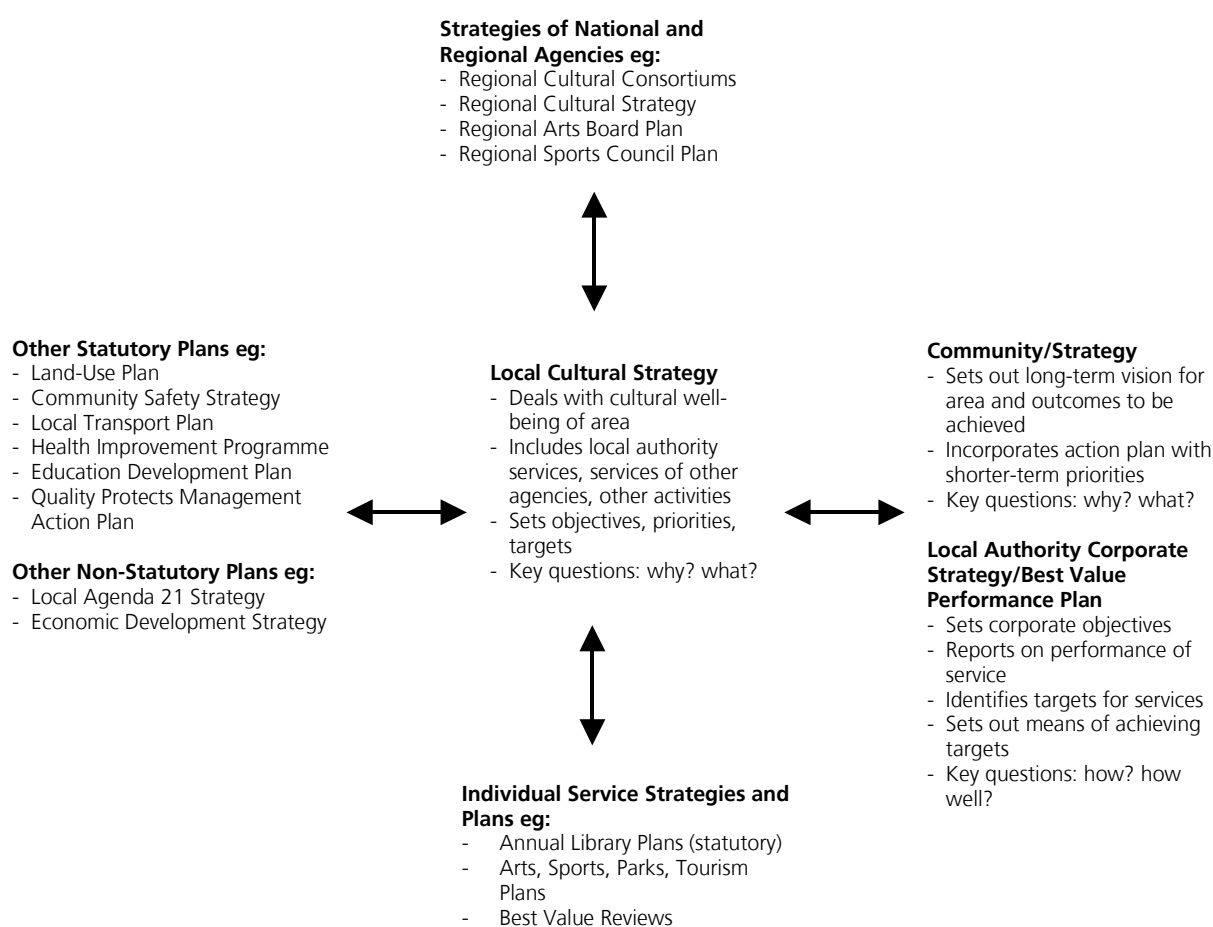 Strategies of National and
Regional Agencies eg:
- Regional Cultural Consortiums
- Regional Cultural Strategy
- Regional Arts Board Plan
- Regional Sports Council Plan
Other Statutory Plans eg:
- Land-Use Plan
- Community Safety Strategy
- Local Transport Plan
- Health Improvement Programme
- Education Development Plan
- Quality Protects Management
Action Plan
Other Non-Statutory Plans eg:
- Local Agenda 21 Strategy
- Economic Development Strategy
Local Cultural Strategy
- Deals with cultural well-
being of area
- Includes local authority
services, services of other
agencies, other activities
- Sets objectives, priorities,
targets
- Key questions: why? what?
Community/Strategy
- Sets out long-term vision for
area and outcomes to be
achieved
- Incorporates action plan with
shorter-term priorities
- Key questions: why? what?
Local Authority Corporate
Strategy/Best Value
Performance Plan
- Sets corporate objectives
- Reports on performance of
service
- Identifies targets for services
- Sets out means of achieving
targets
- Key questions: how? how
well?
Individual Service Strategies and
Plans eg:
- Annual Library Plans (statutory)
- Arts, Sports, Parks, Tourism
Plans
- Best Value Reviews